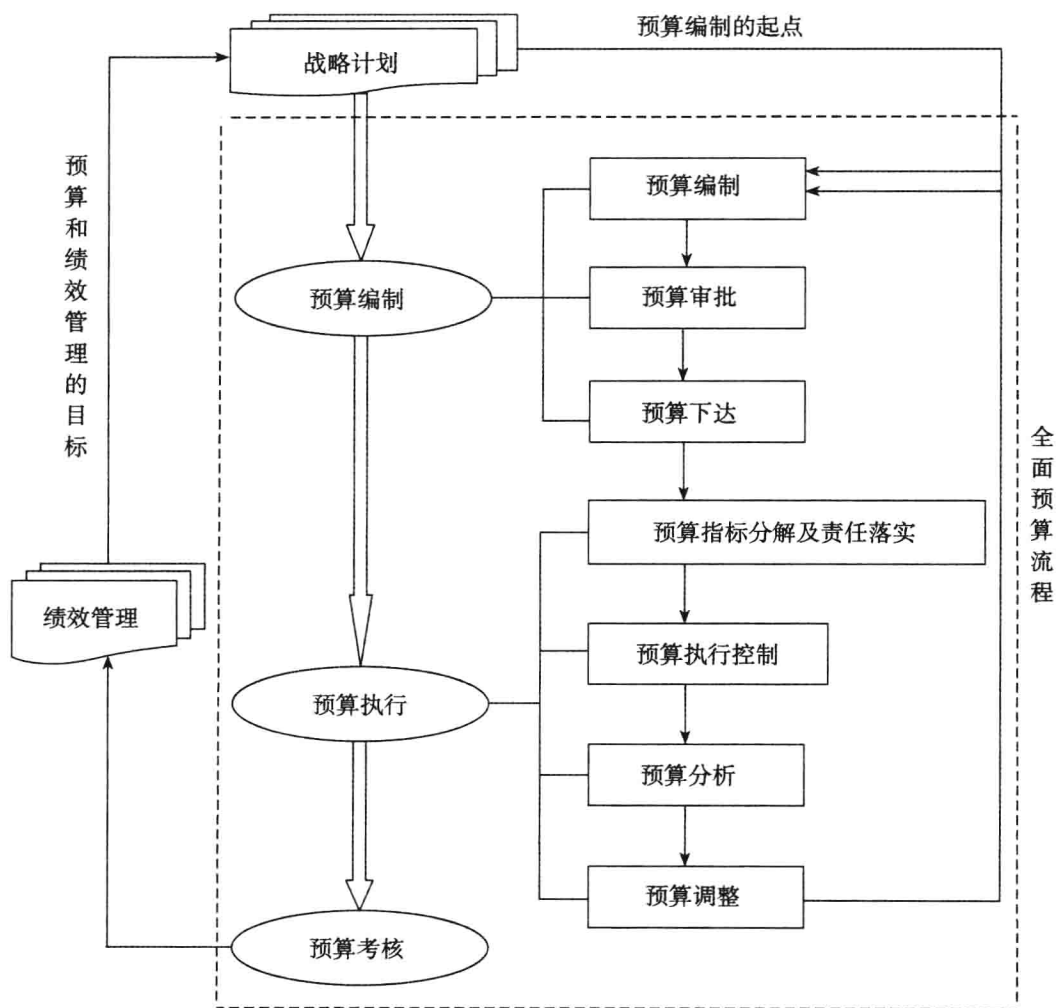 预算编制的起点
战略计划
预算和绩效管理的目标
预算编制
预算编制
预算审批
预算下达
全面预算流程
预算指标分解及责任落实
绩效管理
预算执行控制
预算执行
预算分析
预算调整
预算考核